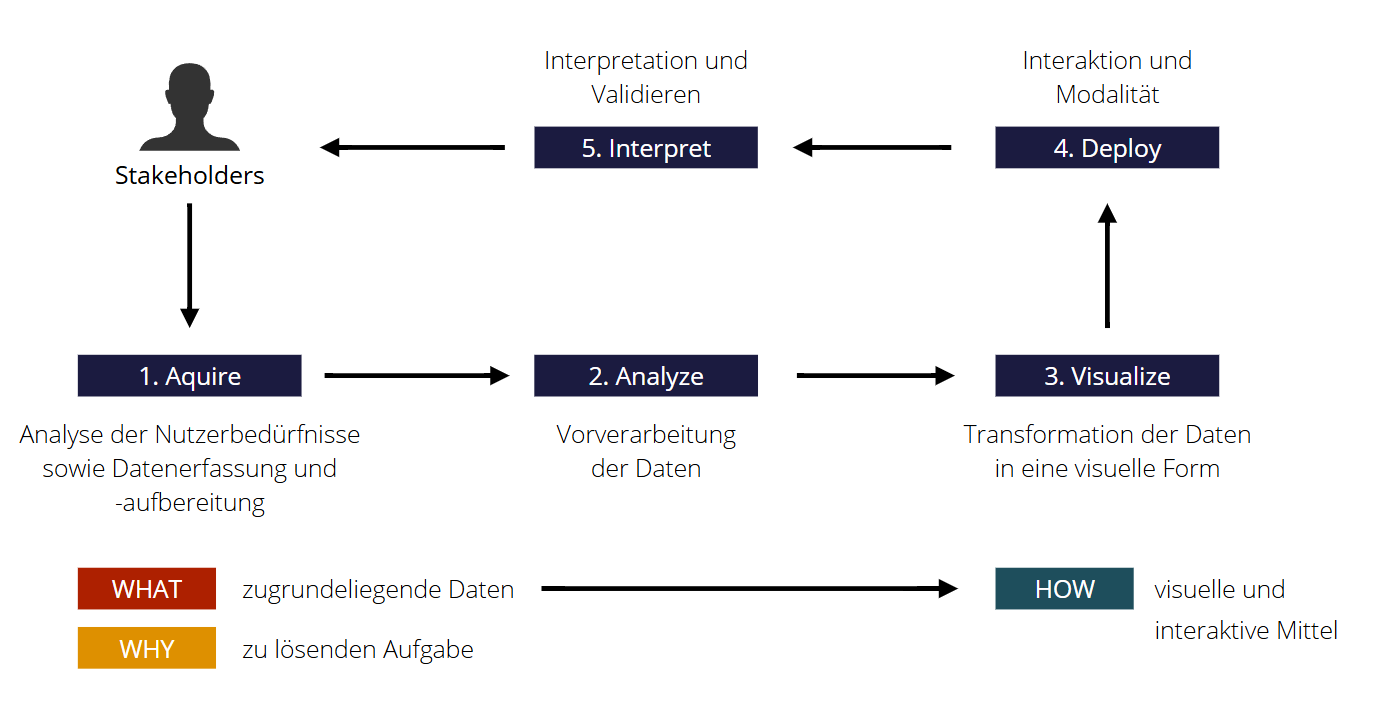 Interpretation und
Validieren
Interaktion und
Modalität
Stakeholders
5. Interpret
4. Deploy
1. Aquire
2. Analyze
3. Visualize
Analyse der Nutzerbedürfnisse
sowie Datenerfassung und
-aufbereitung
Vorverarbeitung
der Daten
Transformation der Daten
in eine visuelle Form
WHAT
zugrundeliegende Daten
HOW
visuelle und
interaktive Mittel
WHY
zu lösenden Aufgabe